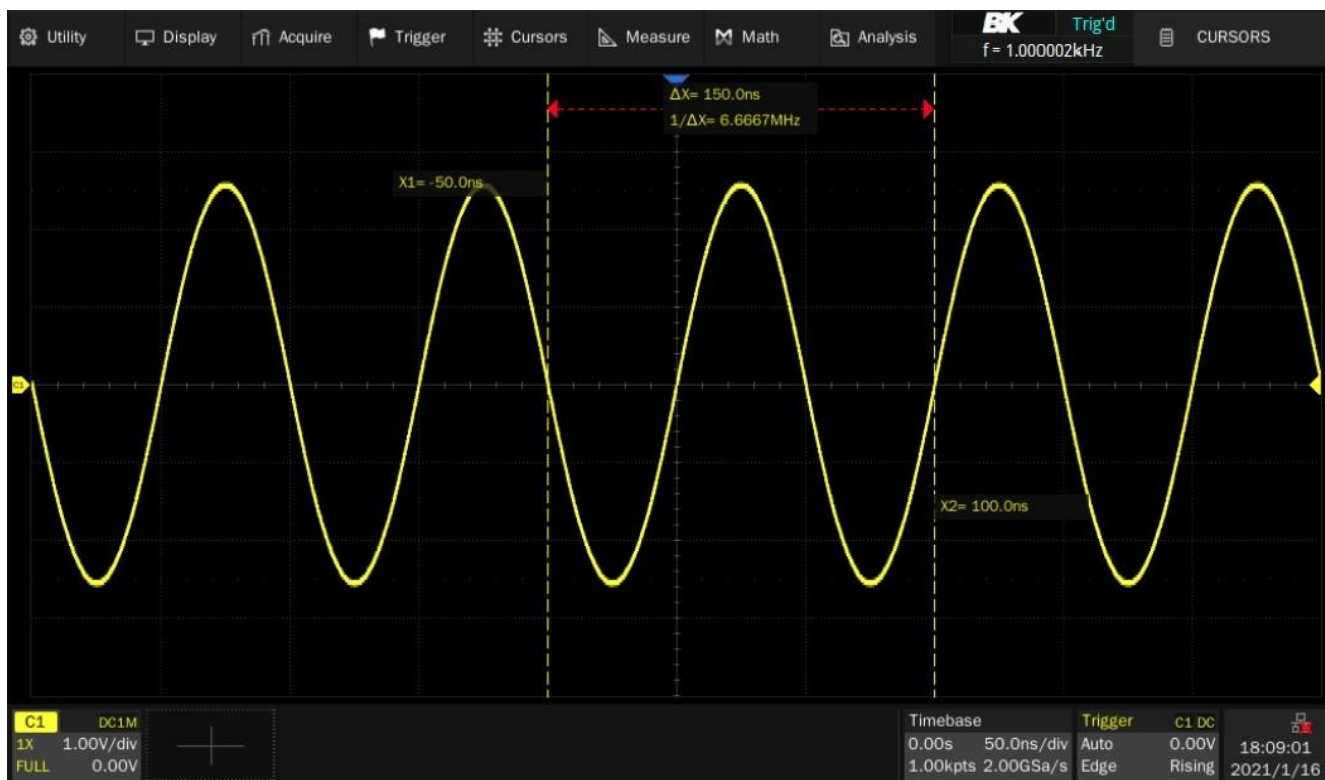 Utility Display Acquire Trigger Cursors Measure Math Analysis BK Trig'd CURSORS
f = 1.000002kHz
ΔX= 150.0ns
1/ΔX= 6.6667MHz
X1= -50.0ns
C1
X2= 100.0ns
C1 DC1M
1X 1.00V/div
FULL 0.00V
Timebase
0.00s 50.0ns/div
1.00kpts 2.00GSa/s
Trigger C1 DC
Auto 0.00V
Edge Rising
18:09:01
2021/1/16